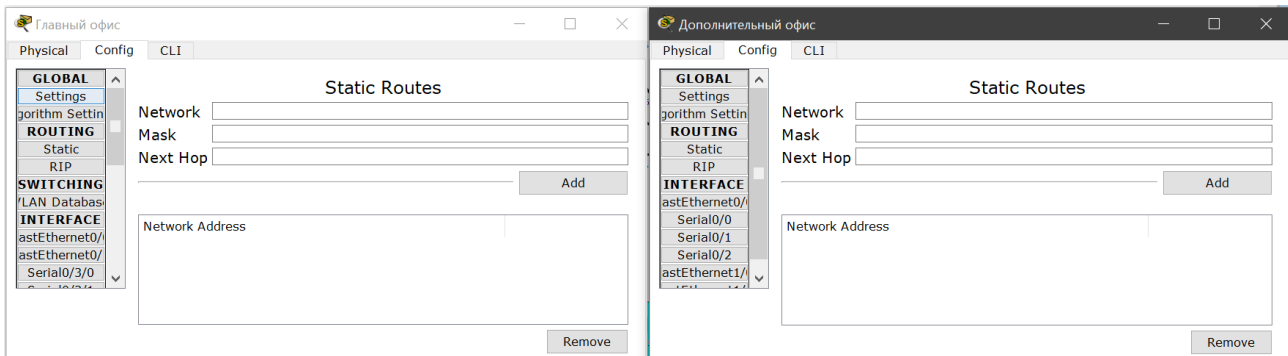 Главный офис
Physical Config CLI
GLOBAL
Settings
gorithm Settin
ROUTING
Static
RIP
SWITCHING
VLAN Databas
INTERFACE
astEthernet0/
astEthernet0/
Serial0/3/0
Static Routes
Network
Mask
Next Hop
Add
Network Address
Remove
Дополнительный офис
Physical Config CLI
GLOBAL
Settings
gorithm Settin
ROUTING
Static
RIP
INTERFACE
astEthernet0/
Serial0/0
Serial0/1
Serial0/2
astEthernet1/
Static Routes
Network
Mask
Next Hop
Add
Network Address
Remove